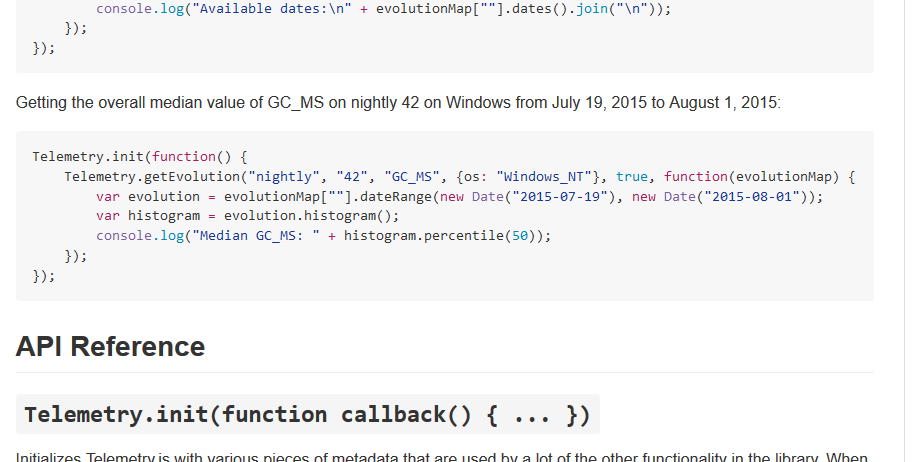 console.log("Available dates:\n" + evolutionMap[""].dates().join("\n"));
});
});
Getting the overall median value of GC_MS on nightly 42 on Windows from July 19, 2015 to August 1, 2015:
Telemetry.init(function() {
Telemetry.getEvolution("nightly", "42", "GC_MS", {os: "Windows_NT"}, true, function(evolutionMap) {
var evolution = evolutionMap[""].dateRange(new Date("2015-07-19"), new Date("2015-08-01"));
var histogram = evolution.histogram();
console.log("Median GC_MS: " + histogram.percentile(50));
});
});
API Reference
Telemetry.init(function callback() { ... })
Initializes Telemetry.js with various pieces of metadata that are used by a lot of the other functionality in the library. When